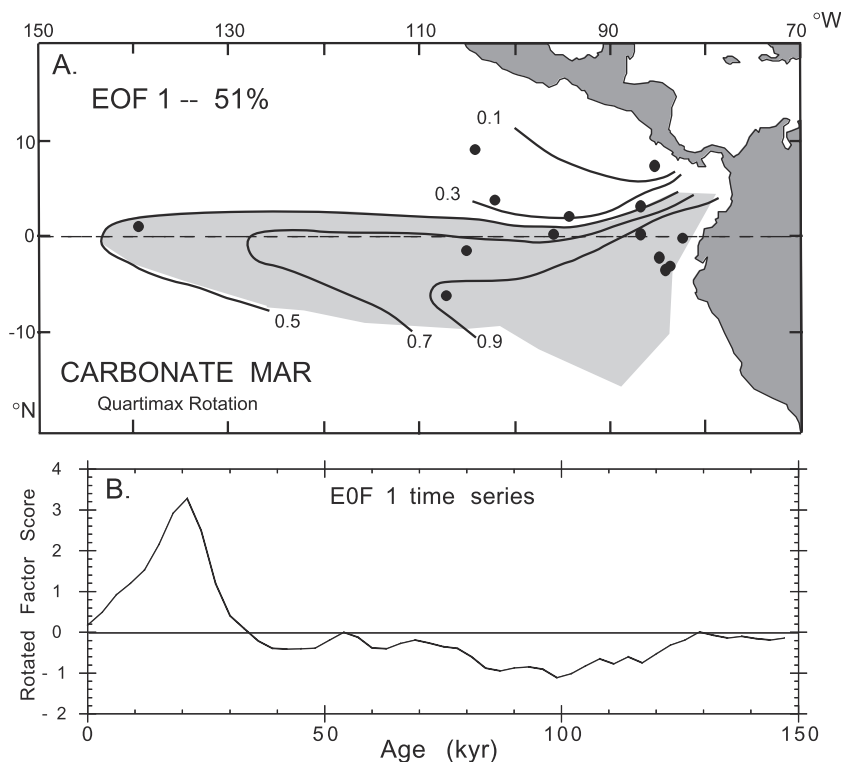 150 130 110 90 70 °W
A.
EOF 1 -- 51%
0.1
10
0.3
0
0.5
0.7
0.9
-10
CARBONATE MAR
Quartimax Rotation
°N
4
B.
E0F 1 time series
3
2
1
0
- 1
- 2
Rotated Factor Score
0 50 100 150
Age (kyr)